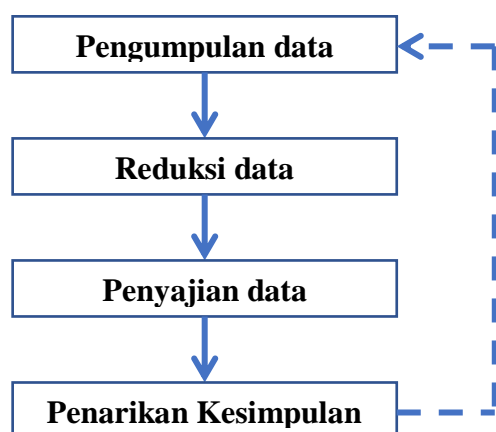 Pengumpulan data
Reduksi data
Penyajian data
Penarikan Kesimpulan